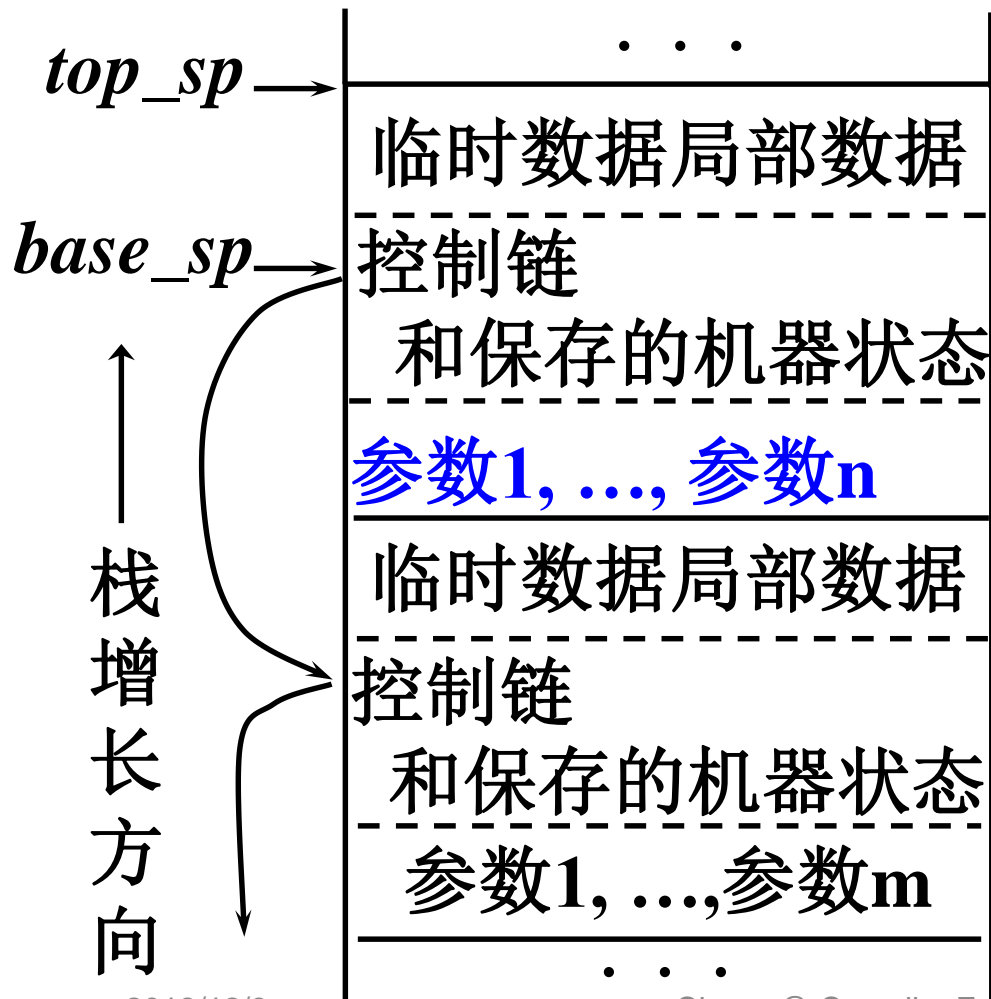 . . .
top_sp
临时数据局部数据
base_sp
控制链
和保存的机器状态
参数1, …, 参数n
临时数据局部数据
控制链
和保存的机器状态
参数1, …,参数m
栈增长方向
. . .